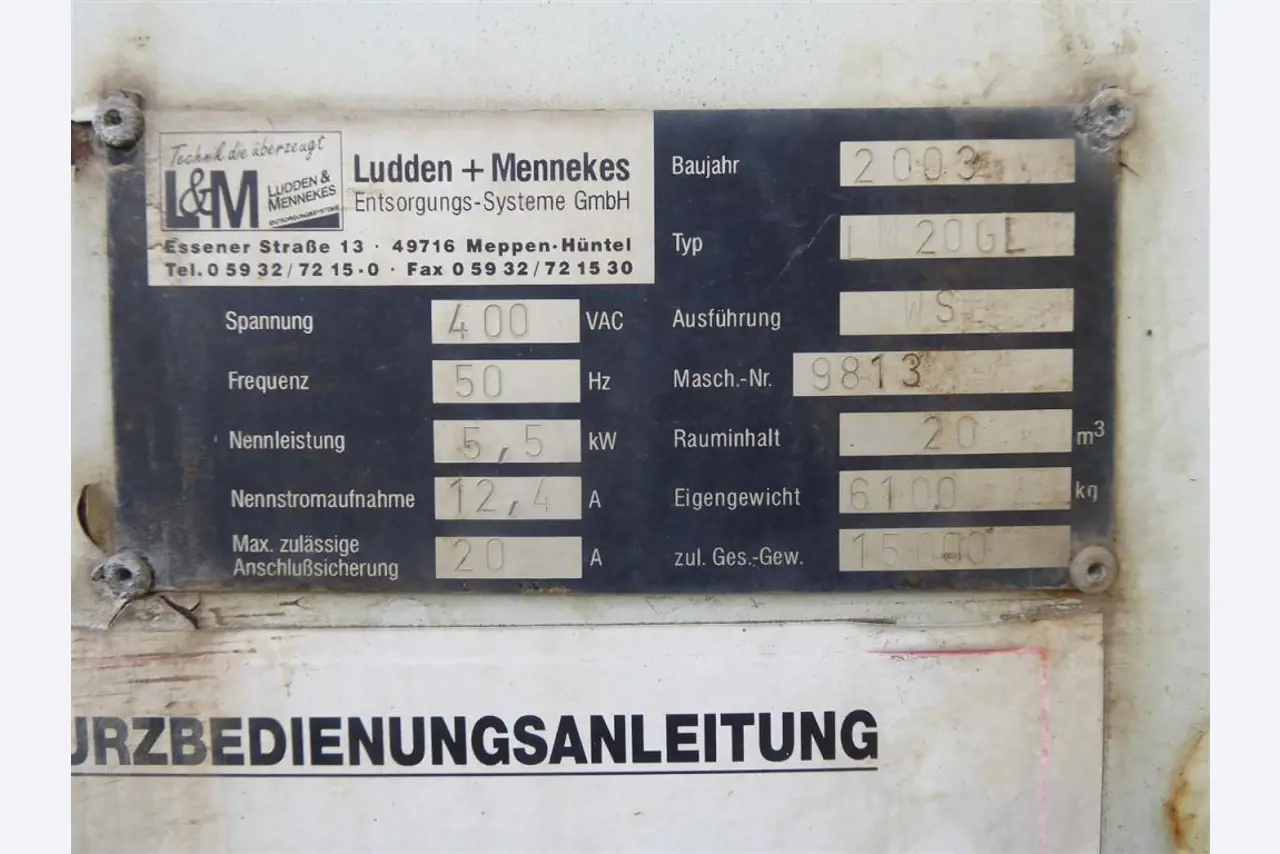 Technik die überzeugt
L&M
LUDDEN &
MENNEKES
ENTSORGUNGSSYSTEME
Ludden + Mennekes
Entsorgungs-Systeme GmbH
Essener Straße 13 · 49716 Meppen-Hüntel
Tel. 0 59 32 / 72 15-0 · Fax 0 59 32 / 72 15 30
Spannung 400 VAC
Frequenz 50 Hz
Nennleistung 5,5 kW
Nennstromaufnahme 12,4 A
Max. zulässige
Anschlußsicherung 20 A
Baujahr 2003
Typ LM 20GL
Ausführung WS
Masch.-Nr. 9813
Rauminhalt 20 m³
Eigengewicht 6100 kg
zul. Ges.-Gew. 15000
URZBEDIENUNGSANLEITUNG